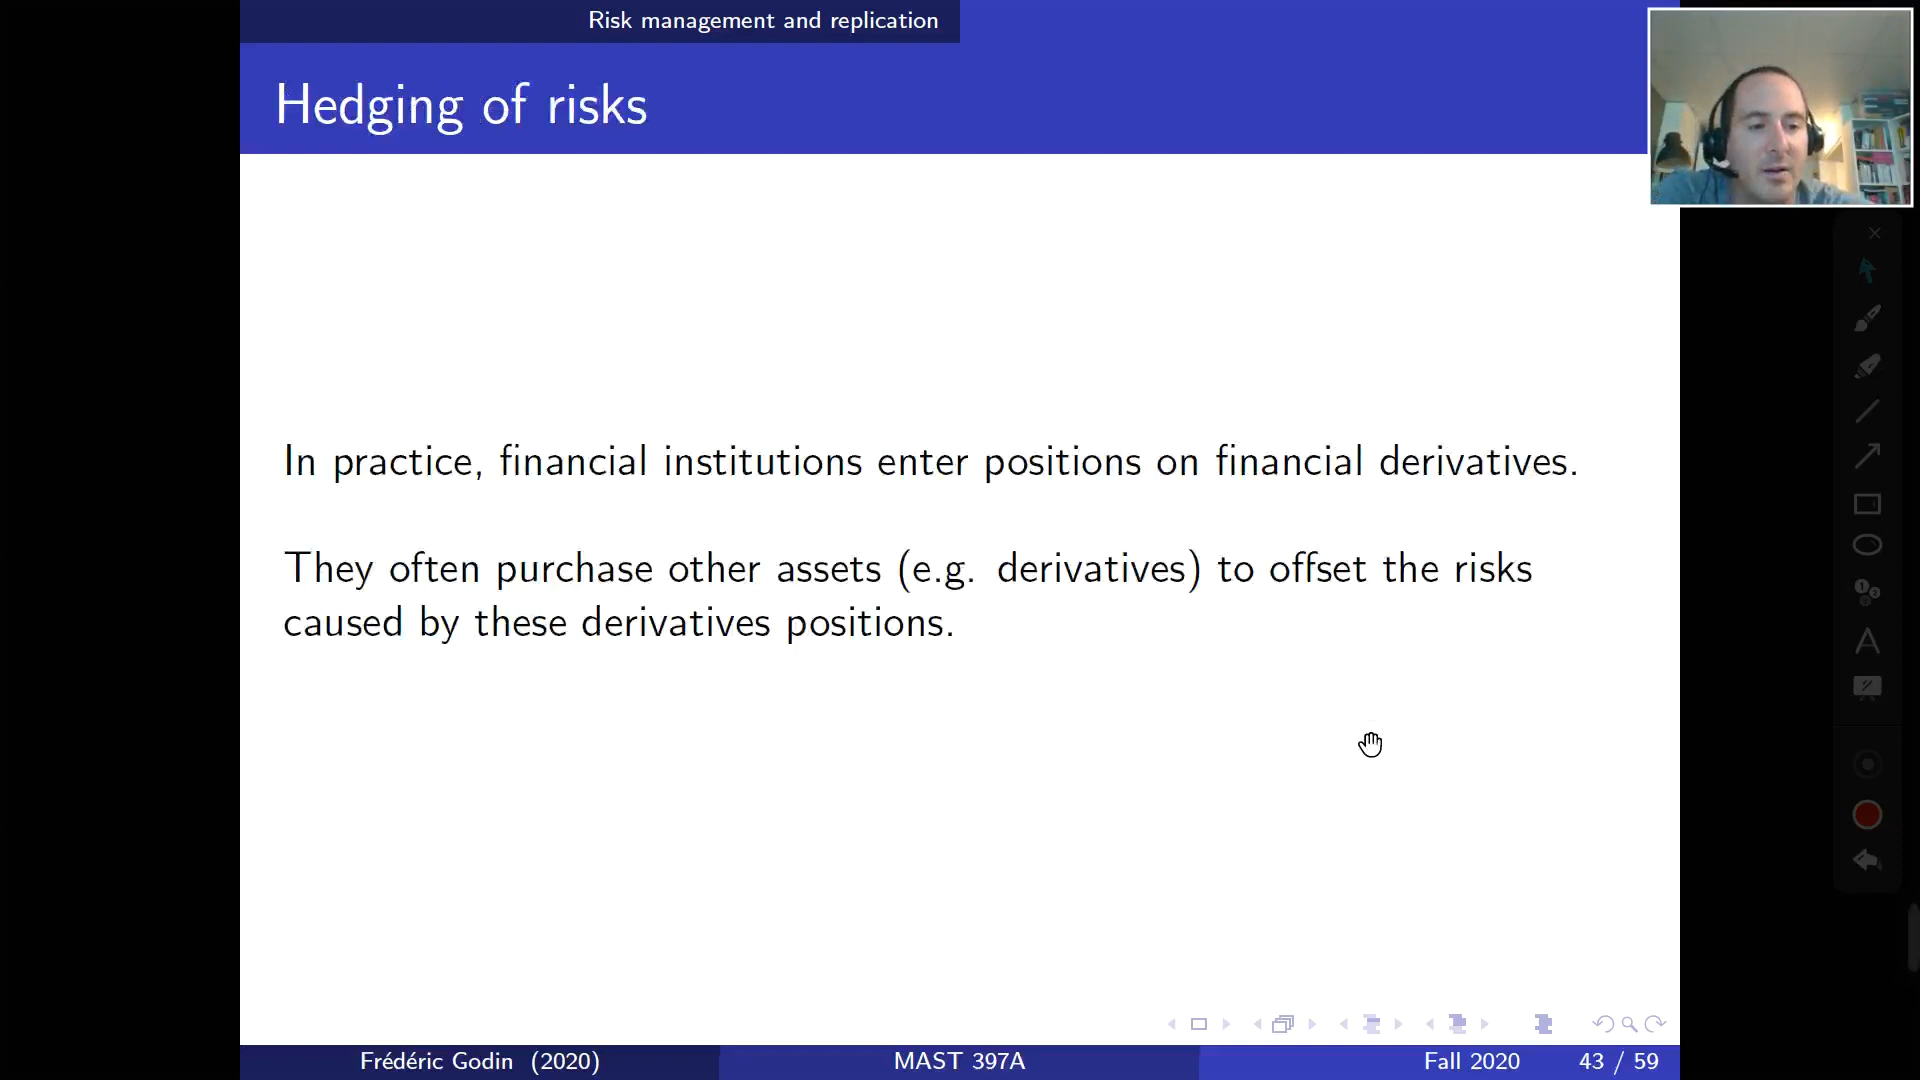 Risk management and replication
Hedging of risks
In practice, financial institutions enter positions on financial derivatives.
They often purchase other assets (e.g. derivatives) to offset the risks
caused by these derivatives positions.
Frédéric Godin (2020)
MAST 397A
Fall 2020
43 / 59